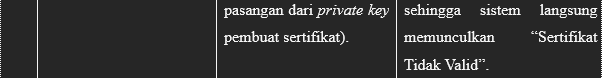 pasangan dari private key
pembuat sertifikat).
sehingga sistem langsung
memunculkan “Sertifikat
Tidak Valid”.